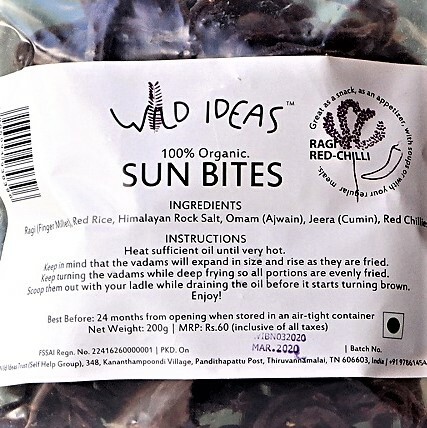 WILD IDEAS™
Great as a snack, as an appetizer, with soups or with your regular meals.
RAGI
RED-CHILLI
100% Organic.
SUN BITES
INGREDIENTS
Ragi (Finger Millet), Red Rice, Himalayan Rock Salt, Omam (Ajwain), Jeera (Cumin), Red Chillie
INSTRUCTIONS
Heat sufficient oil until very hot.
Keep in mind that the vadams will expand in size and rise as they are fried.
Keep turning the vadams while deep frying so all portions are evenly fried.
Scoop them out with your ladle while draining the oil before it starts turning brown.
Enjoy!
Best Before: 24 months from opening when stored in an air-tight container
Net Weight: 200g | MRP: Rs.60 (inclusive of all taxes)
WIBN032020
FSSAI Regn. No. 22416260000001 | PKD. On MAR.2020 | Batch No.
(Self Help Group), 348, Kananthampoondi Village, Pandithapattu Post, Thiruvannamalai, TN 606603, India |